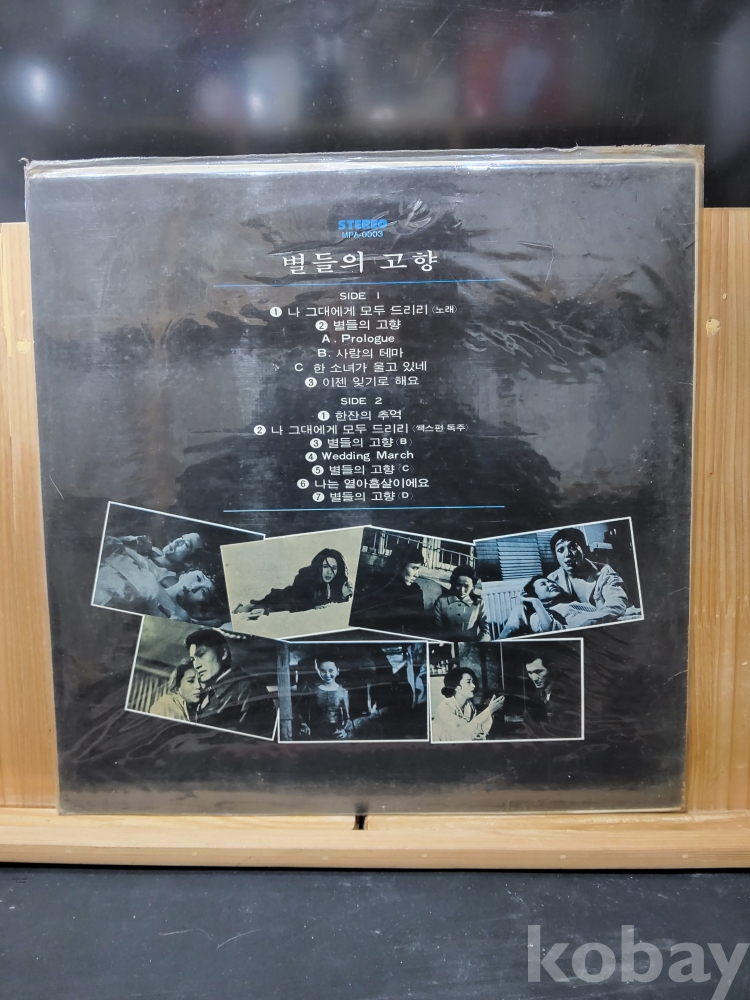 STEREO
MPA-0003
별들의 고향
SIDE 1
❶ 나 그대에게 모두 드리리 〈노래〉
❷ 별들의 고향
A. Prologue
B. 사랑의 테마
C 한 소녀가 울고 있네
❸ 이젠 잊기로 해요
SIDE 2
❶ 한잔의 추억
❷ 나 그대에게 모두 드리리 〈쌕스폰 독주〉
❸ 별들의 고향 〈B〉
❹ Wedding March
❺ 별들의 고향 〈C
❻ 나는 열아홉살이에요
❼ 별들의 고향 〈D
kobay